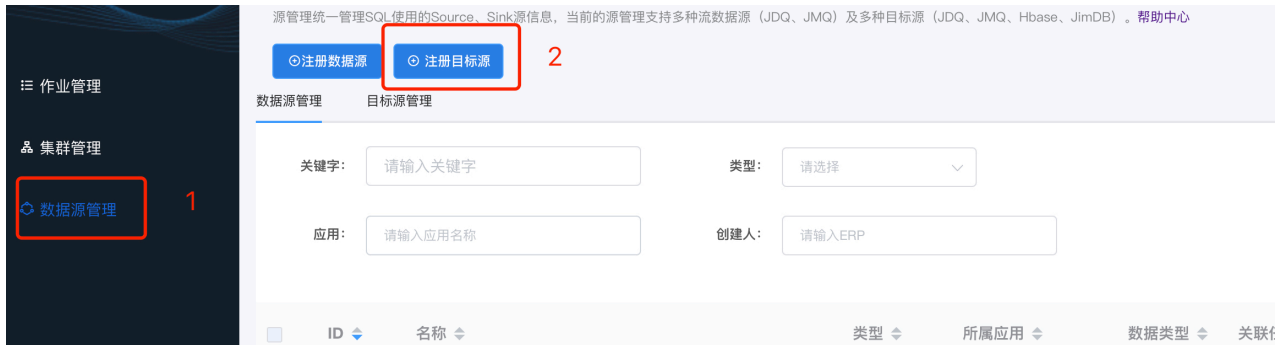 源管理统一管理SQL使用的Source、Sink源信息，当前的源管理支持多种流数据源（JDQ、JMQ）及多种目标源（JDQ、JMQ、Hbase、JimDB）。帮助中心
注册数据源 注册目标源 2
作业管理
数据源管理 目标源管理
集群管理
关键字： 请输入关键字 类型： 请选择
数据源管理 1
应用： 请输入应用名称 创建人： 请输入ERP
ID 名称 类型 所属应用 数据类型 关联